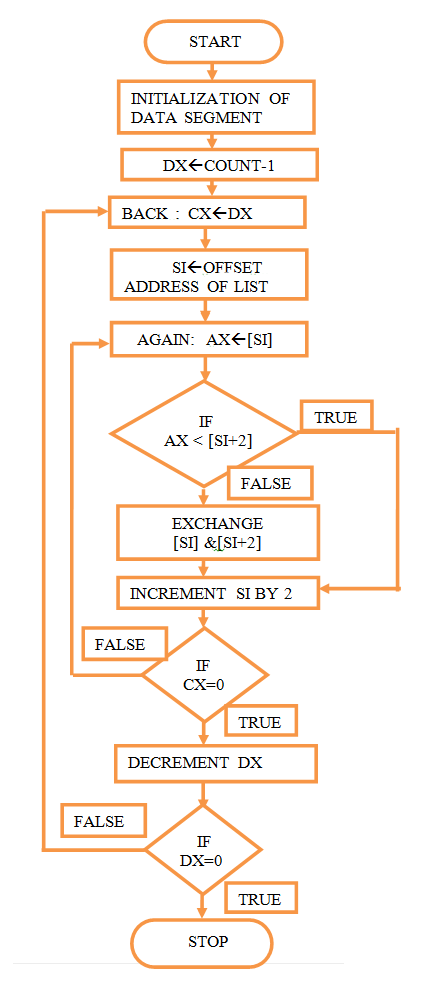 START
INITIALIZATION OF
DATA SEGMENT
DX←COUNT-1
BACK : CX←DX
SI←OFFSET
ADDRESS OF LIST
AGAIN: AX←[SI]
IF
AX < [SI+2]
TRUE
FALSE
EXCHANGE
[SI] &[SI+2]
INCREMENT SI BY 2
FALSE
IF
CX=0
TRUE
DECREMENT DX
FALSE
IF
DX=0
TRUE
STOP